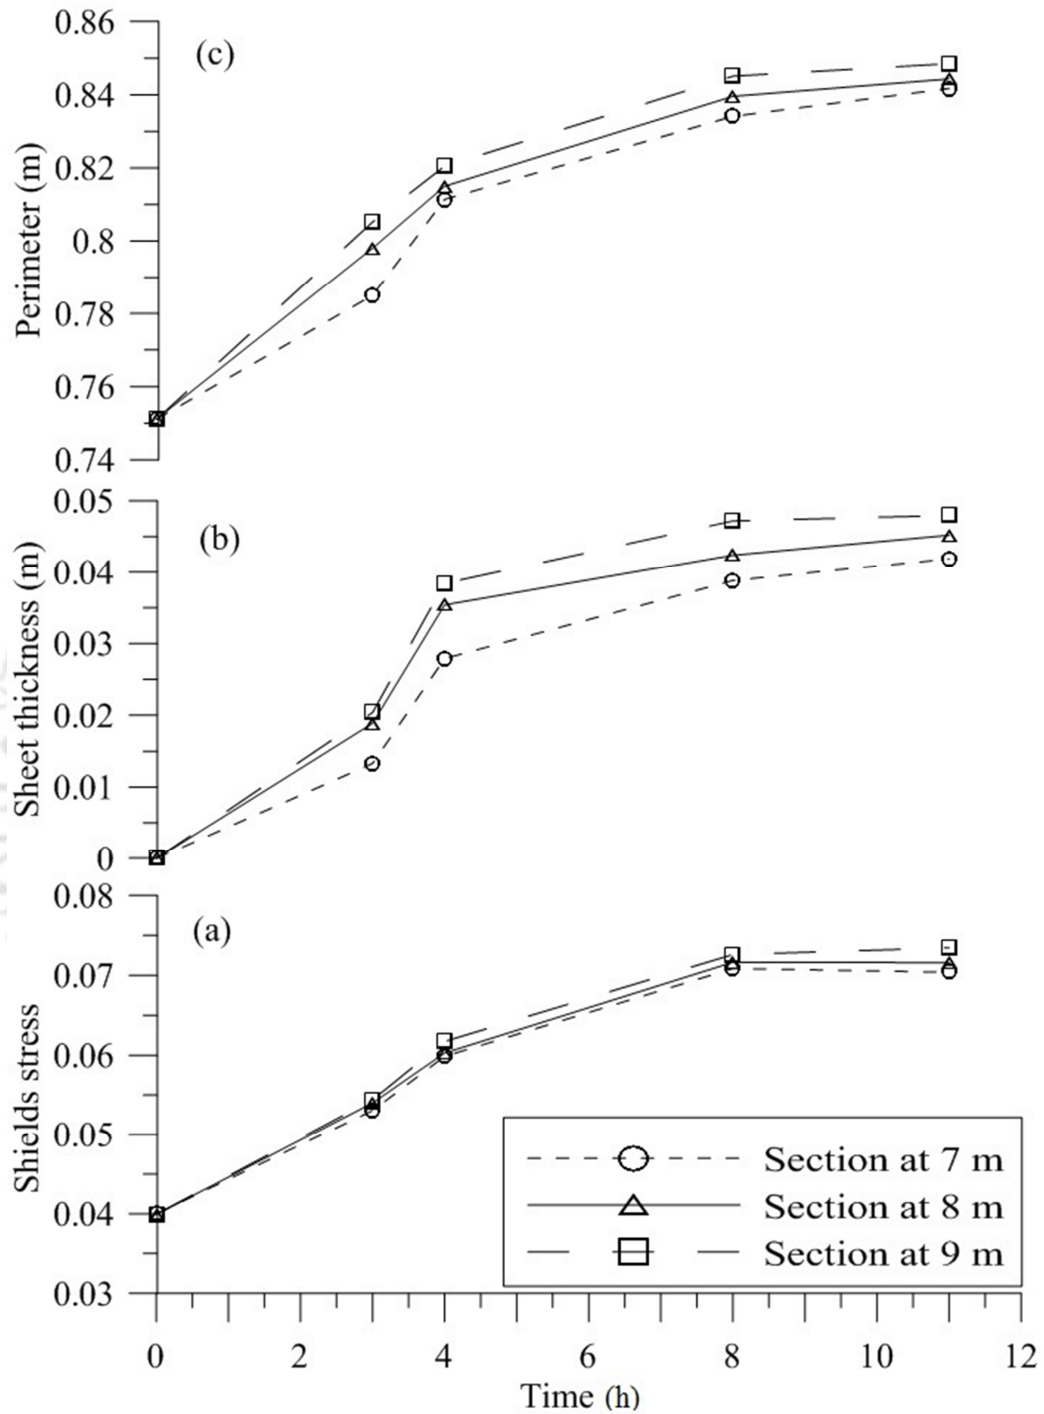 (c)
0.86
0.84
0.82
0.8
0.78
0.76
0.74
Perimeter (m)
(b)
0.05
0.04
0.03
0.02
0.01
0
Sheet thickness (m)
(a)
0.08
0.07
0.06
0.05
0.04
0.03
Shields stress
Section at 7 m
Section at 8 m
Section at 9 m
0 2 4 6 8 10 12
Time (h)